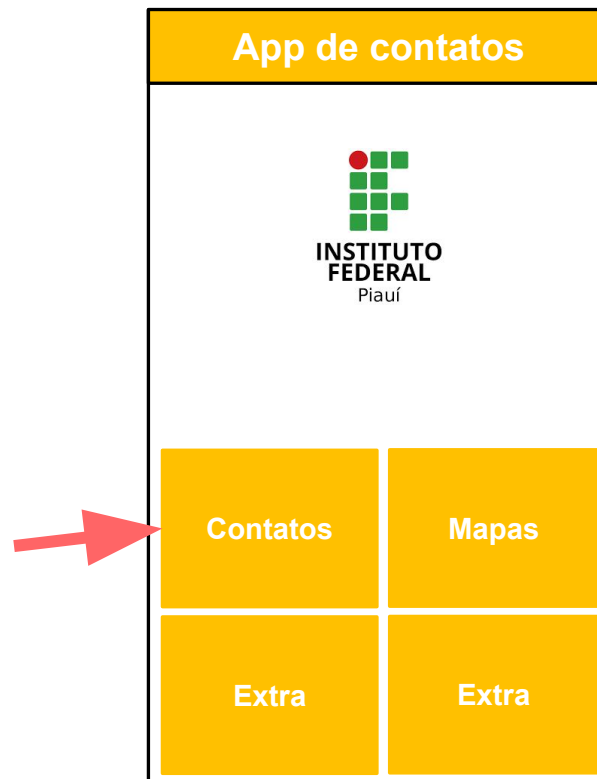 App de contatos
INSTITUTO
FEDERAL
Piauí
Contatos
Mapas
Extra
Extra